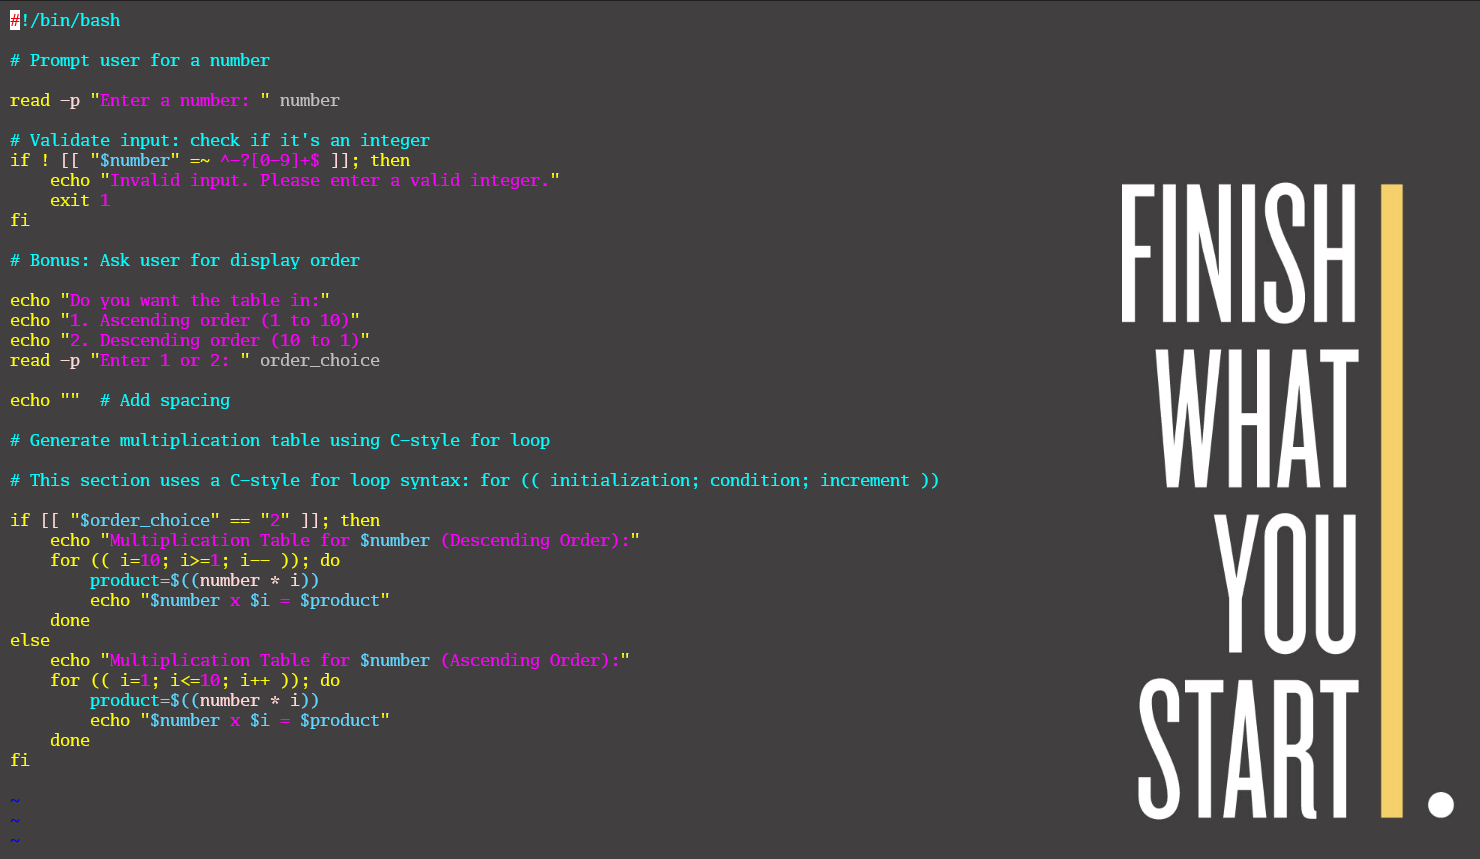 #!/bin/bash
# Prompt user for a number
read -p "Enter a number: " number
# Validate input: check if it's an integer
if ! [[ "$number" =~ ^-?[0-9]+$ ]]; then
    echo "Invalid input. Please enter a valid integer."
    exit 1
fi
# Bonus: Ask user for display order
echo "Do you want the table in:"
echo "1. Ascending order (1 to 10)"
echo "2. Descending order (10 to 1)"
read -p "Enter 1 or 2: " order_choice
echo ""  # Add spacing
# Generate multiplication table using C-style for loop
# This section uses a C-style for loop syntax: for (( initialization; condition; increment ))
if [[ "$order_choice" == "2" ]]; then
    echo "Multiplication Table for $number (Descending Order):"
    for (( i=10; i>=1; i-- )); do
        product=$((number * i))
        echo "$number x $i = $product"
    done
else
    echo "Multiplication Table for $number (Ascending Order):"
    for (( i=1; i<=10; i++ )); do
        product=$((number * i))
        echo "$number x $i = $product"
    done
fi
~
~
~
FINISH
WHAT
YOU
START.